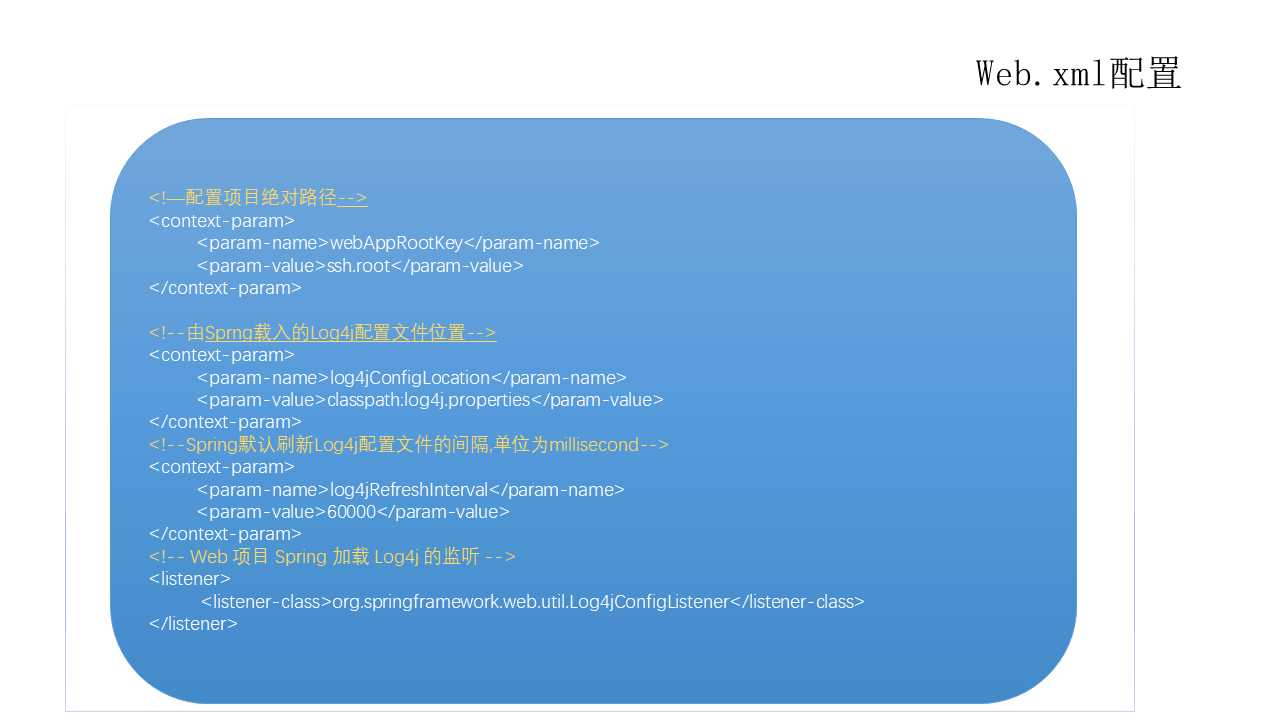 Web.xml配置
<!—配置项目绝对路径-->
<context-param>
<param-name>webAppRootKey</param-name>
<param-value>ssh.root</param-value>
</context-param>
<!--由Sprng载入的Log4j配置文件位置-->
<context-param>
<param-name>log4jConfigLocation</param-name>
<param-value>classpath:log4j.properties</param-value>
</context-param>
<!--Spring默认刷新Log4j配置文件的间隔,单位为millisecond-->
<context-param>
<param-name>log4jRefreshInterval</param-name>
<param-value>60000</param-value>
</context-param>
<!-- Web 项目 Spring 加载 Log4j 的监听 -->
<listener>
<listener-class>org.springframework.web.util.Log4jConfigListener</listener-class>
</listener>